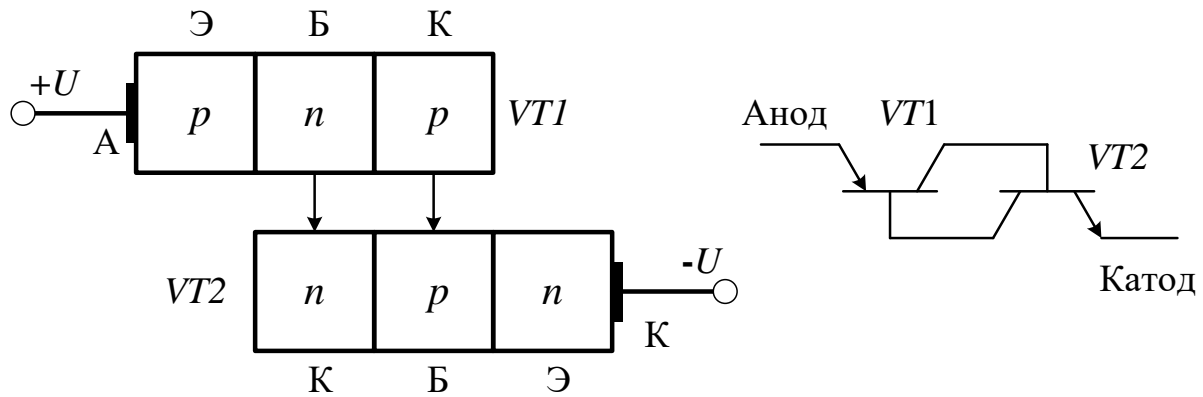 Э Б К
+U
А
p n p
VT1
VT2
n p n
-U
К
К Б Э
Анод VT1
VT2
Катод